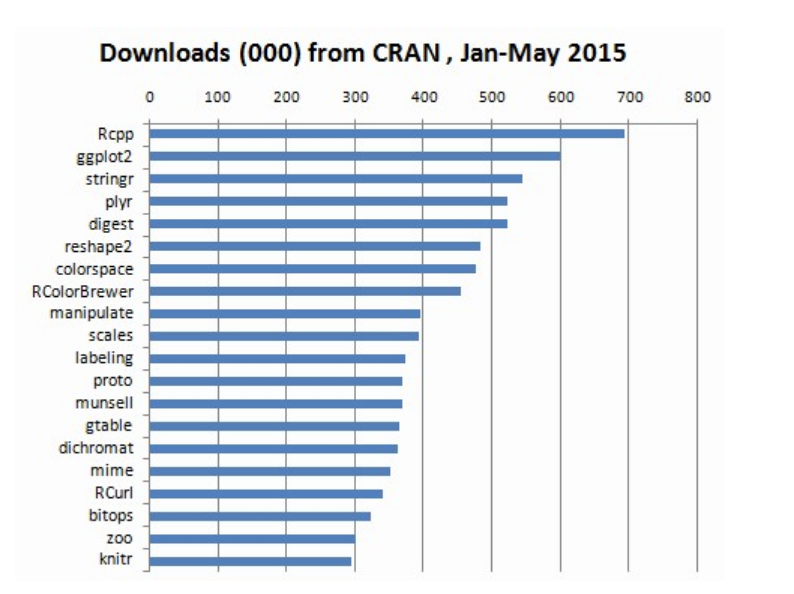 Downloads (000) from CRAN , Jan-May 2015
0 100 200 300 400 500 600 700 800
Rcpp
ggplot2
stringr
plyr
digest
reshape2
colorspace
RColorBrewer
manipulate
scales
labeling
proto
munsell
gtable
dichromat
mime
RCurl
bitops
zoo
knitr